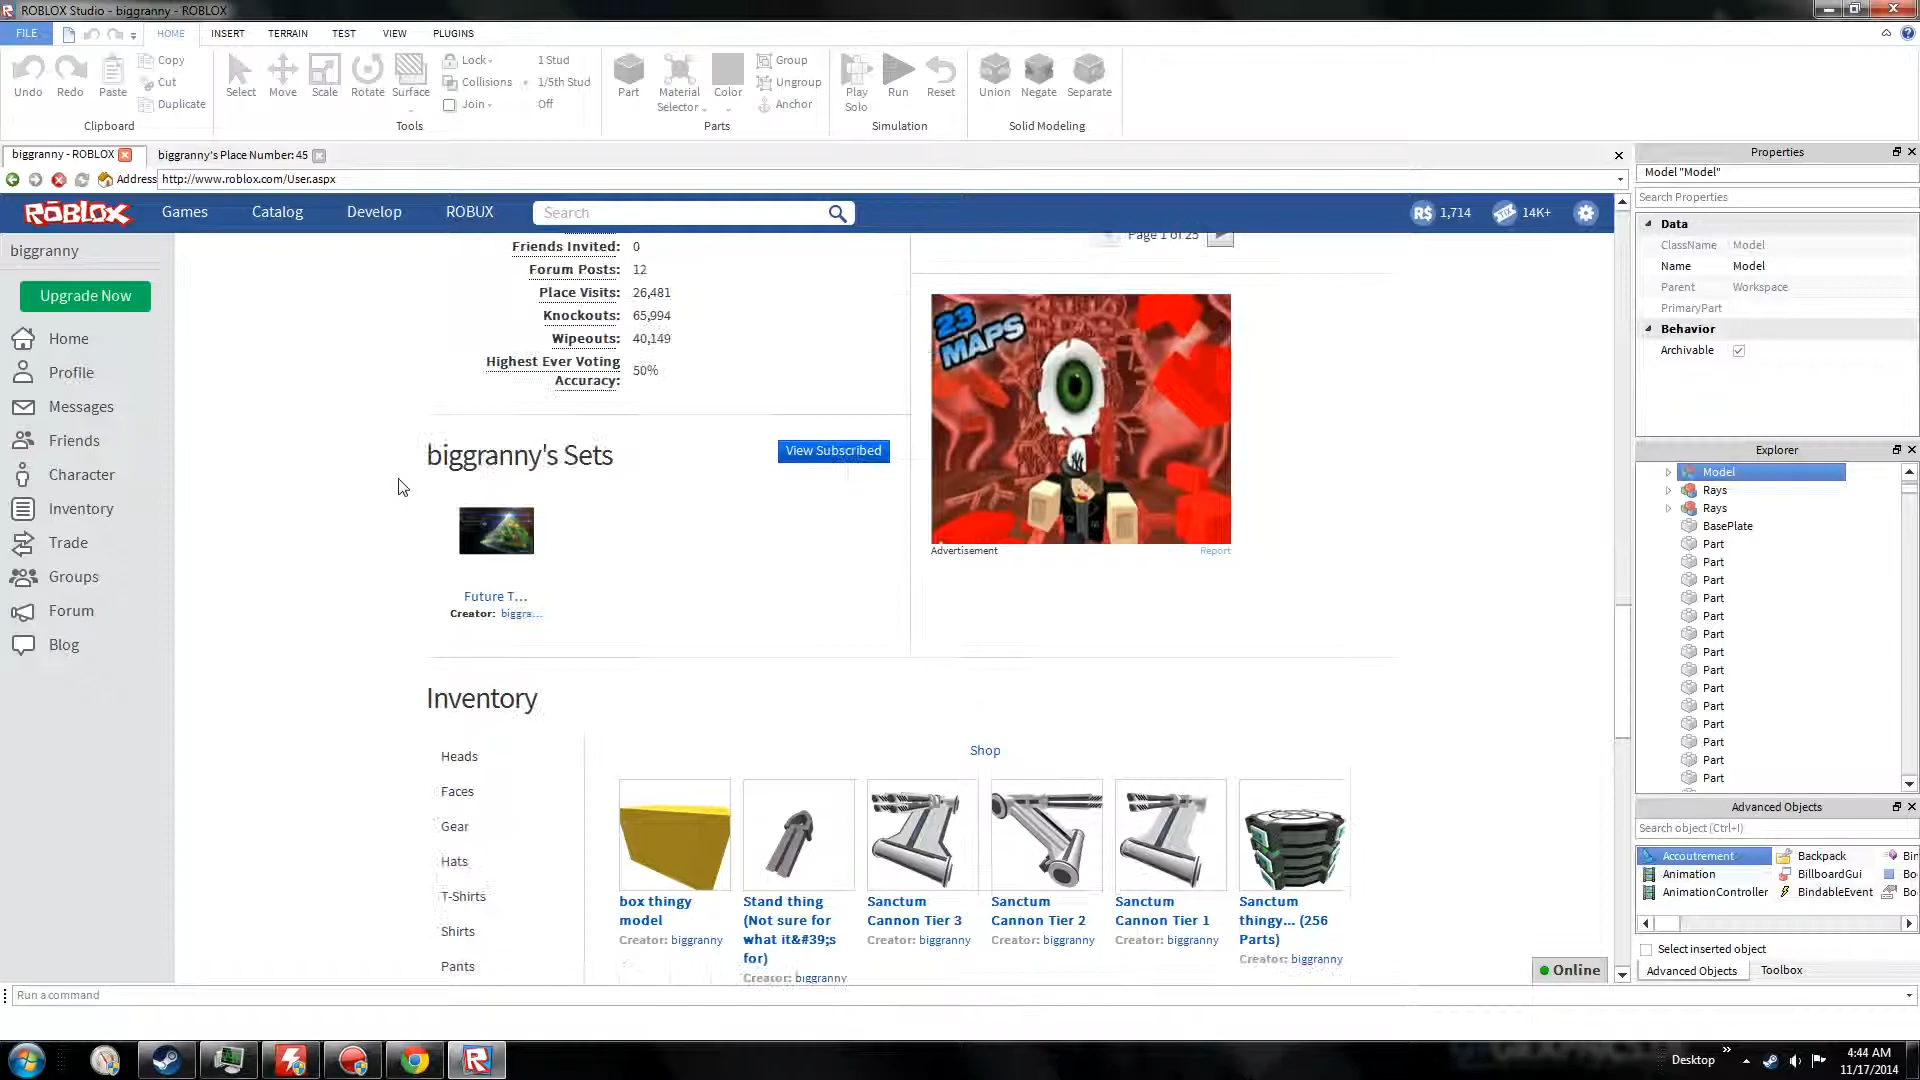 ROBLOX Studio - biggranny - ROBLOX
FILE
HOME
INSERT
TERRAIN
TEST
VIEW
PLUGINS
Undo
Redo
Paste
Copy
Cut
Duplicate
Clipboard
Select
Move
Scale
Rotate
Surface
Lock
Collisions
Join
1 Stud
1/5th Stud
Off
Tools
Part
Material Selector
Color
Group
Ungroup
Anchor
Parts
Play Solo
Run
Reset
Simulation
Union
Negate
Separate
Solid Modeling
biggranny - ROBLOX
biggranny's Place Number: 45
Address
http://www.roblox.com/User.aspx
ROBLOX
Games
Catalog
Develop
ROBUX
Search
R$ 1,714
14K+
biggranny
Upgrade Now
Home
Profile
Messages
Friends
Character
Inventory
Trade
Groups
Forum
Blog
Friends Invited: 0
Forum Posts: 12
Place Visits: 26,481
Knockouts: 65,994
Wipeouts: 40,149
Highest Ever Voting
Accuracy: 50%
Page 1 of 25
23
MAPS
Advertisement
Report
biggranny's Sets
View Subscribed
Future T...
Creator: biggra...
Inventory
Heads
Faces
Gear
Hats
T-Shirts
Shirts
Pants
Shop
box thingy
model
Creator: biggranny
Stand thing
(Not sure for
what it&#39;s
for)
Creator: biggranny
Sanctum
Cannon Tier 3
Creator: biggranny
Sanctum
Cannon Tier 2
Creator: biggranny
Sanctum
Cannon Tier 1
Creator: biggranny
Sanctum
thingy... (256
Parts)
Creator: biggranny
Online
Properties
Model "Model"
Search Properties
Data
ClassName Model
Name Model
Parent Workspace
PrimaryPart
Behavior
Archivable
Explorer
Model
Rays
Rays
BasePlate
Part
Part
Part
Part
Part
Part
Part
Part
Part
Part
Part
Part
Part
Part
Advanced Objects
Search object (Ctrl+I)
Accoutrement
Backpack
Bin
Animation
BillboardGui
Bo
AnimationController
BindableEvent
Bo
Select inserted object
Advanced Objects
Toolbox
Run a command
Desktop
4:44 AM
11/17/2014